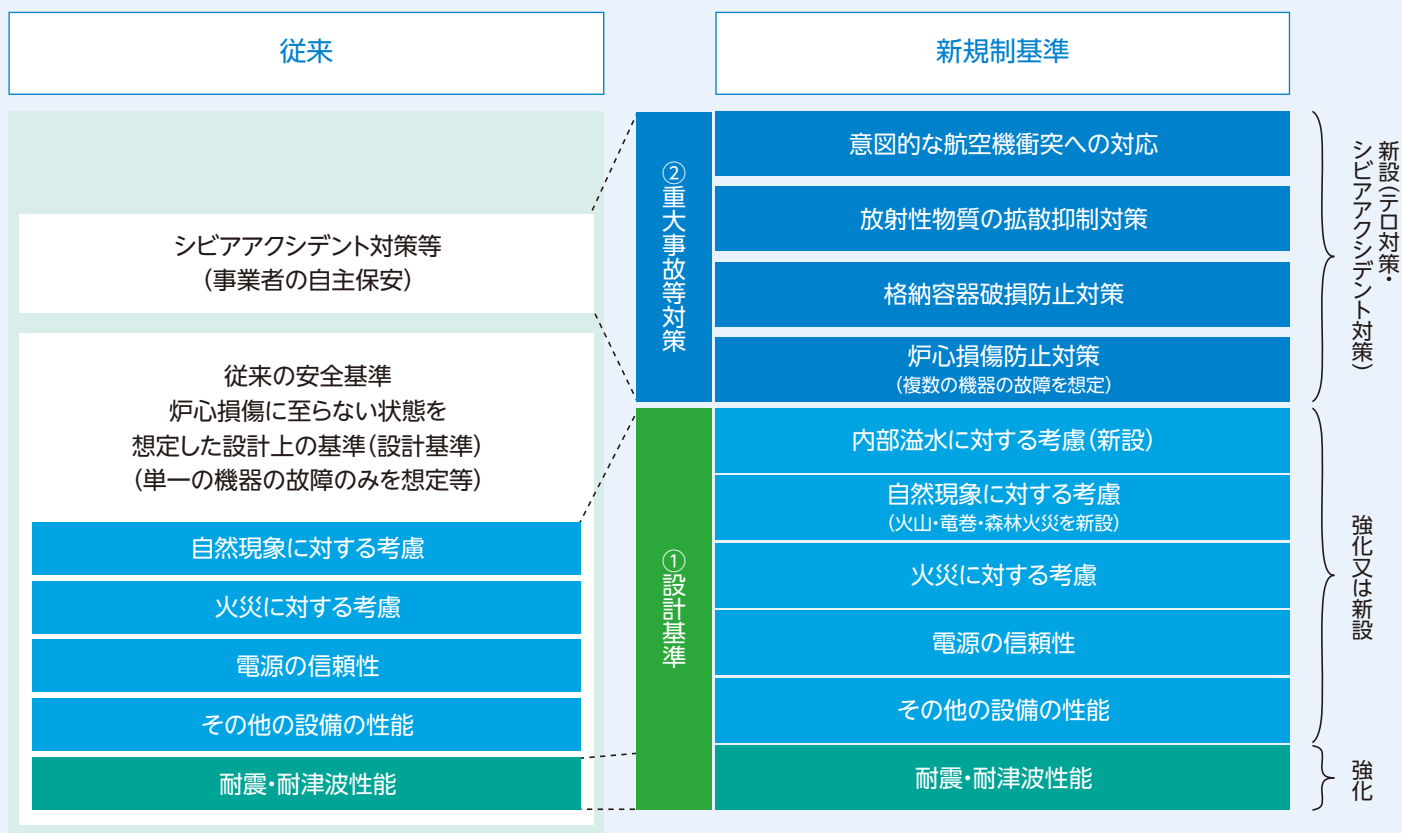 従来
シビアアクシデント対策等
(事業者の自主保安)
従来の安全基準
炉心損傷に至らない状態を
想定した設計上の基準(設計基準)
(単一の機器の故障のみを想定等)
自然現象に対する考慮
火災に対する考慮
電源の信頼性
その他の設備の性能
耐震・耐津波性能
新規制基準
②重大事故等対策
意図的な航空機衝突への対応
放射性物質の拡散抑制対策
格納容器破損防止対策
炉心損傷防止対策
(複数の機器の故障を想定)
①設計基準
内部溢水に対する考慮(新設)
自然現象に対する考慮
(火山・竜巻・森林火災を新設)
火災に対する考慮
電源の信頼性
その他の設備の性能
耐震・耐津波性能
新設(テロ対策・
シビアアクシデント対策)
強化又は新設
強化